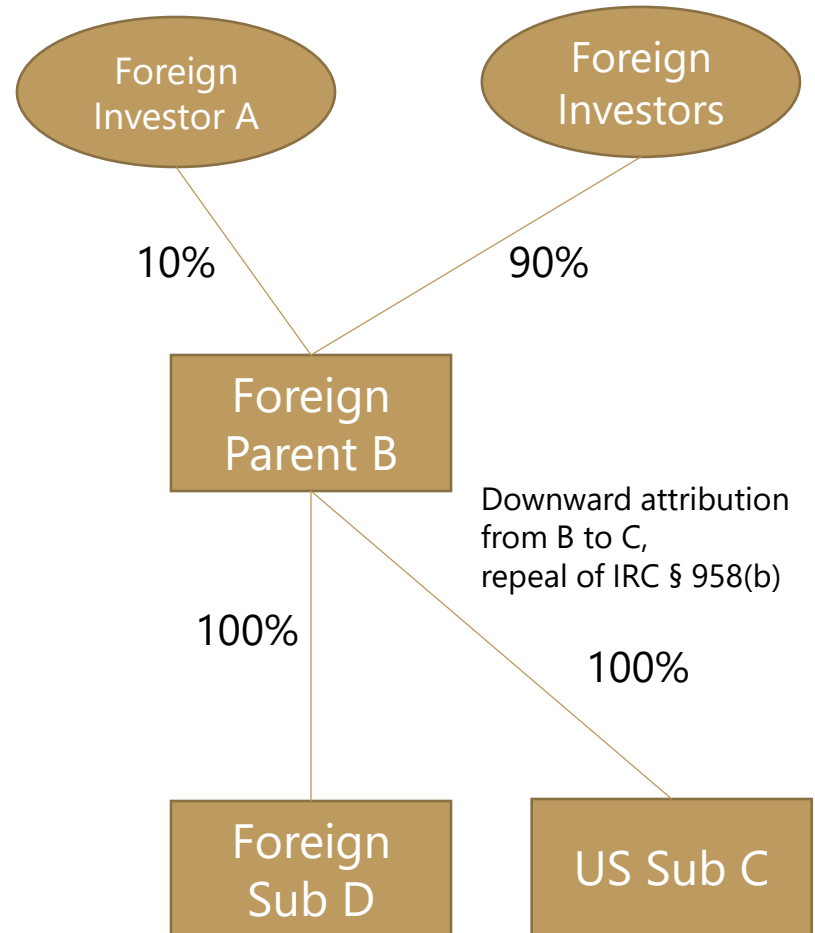 Foreign
Investor A
Foreign
Investors
10%
90%
Foreign
Parent B
Downward attribution
from B to C,
repeal of IRC § 958(b)
100%
100%
Foreign
Sub D
US Sub C